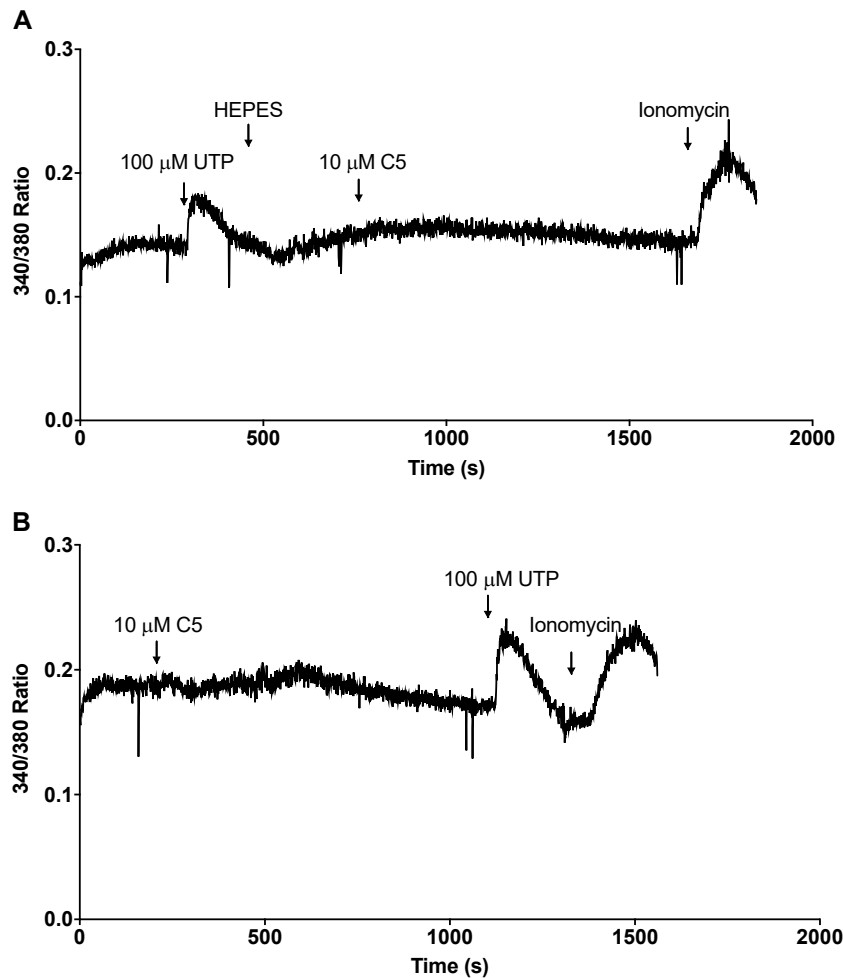 A
0.3
HEPES
Ionomycin
100 μM UTP
10 μM C5
0.2
340/380 Ratio
0.1
0.0
0
500
1000
1500
2000
Time (s)
B
0.3
100 μM UTP
10 μM C5
Ionomycin
0.2
340/380 Ratio
0.1
0.0
0
500
1000
1500
2000
Time (s)